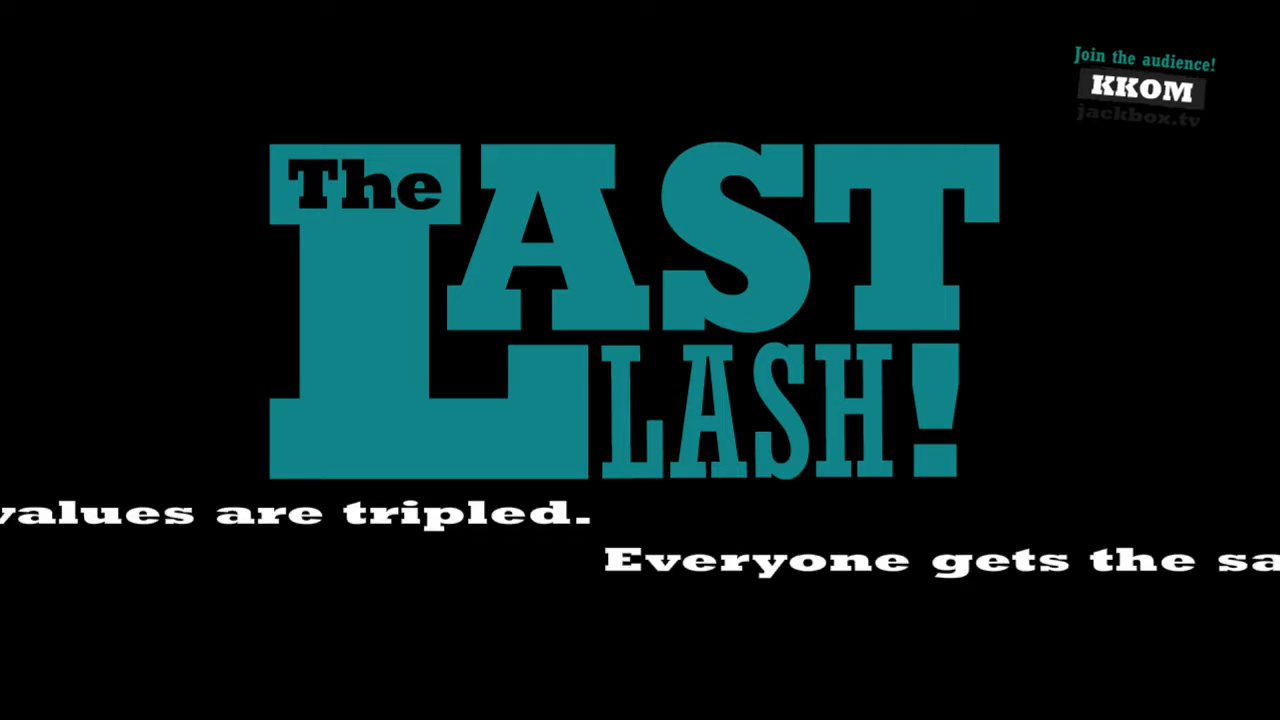 Join the audience!
KKOM
jackbox.tv
The LAST
LASH!
values are tripled.
Everyone gets the sa